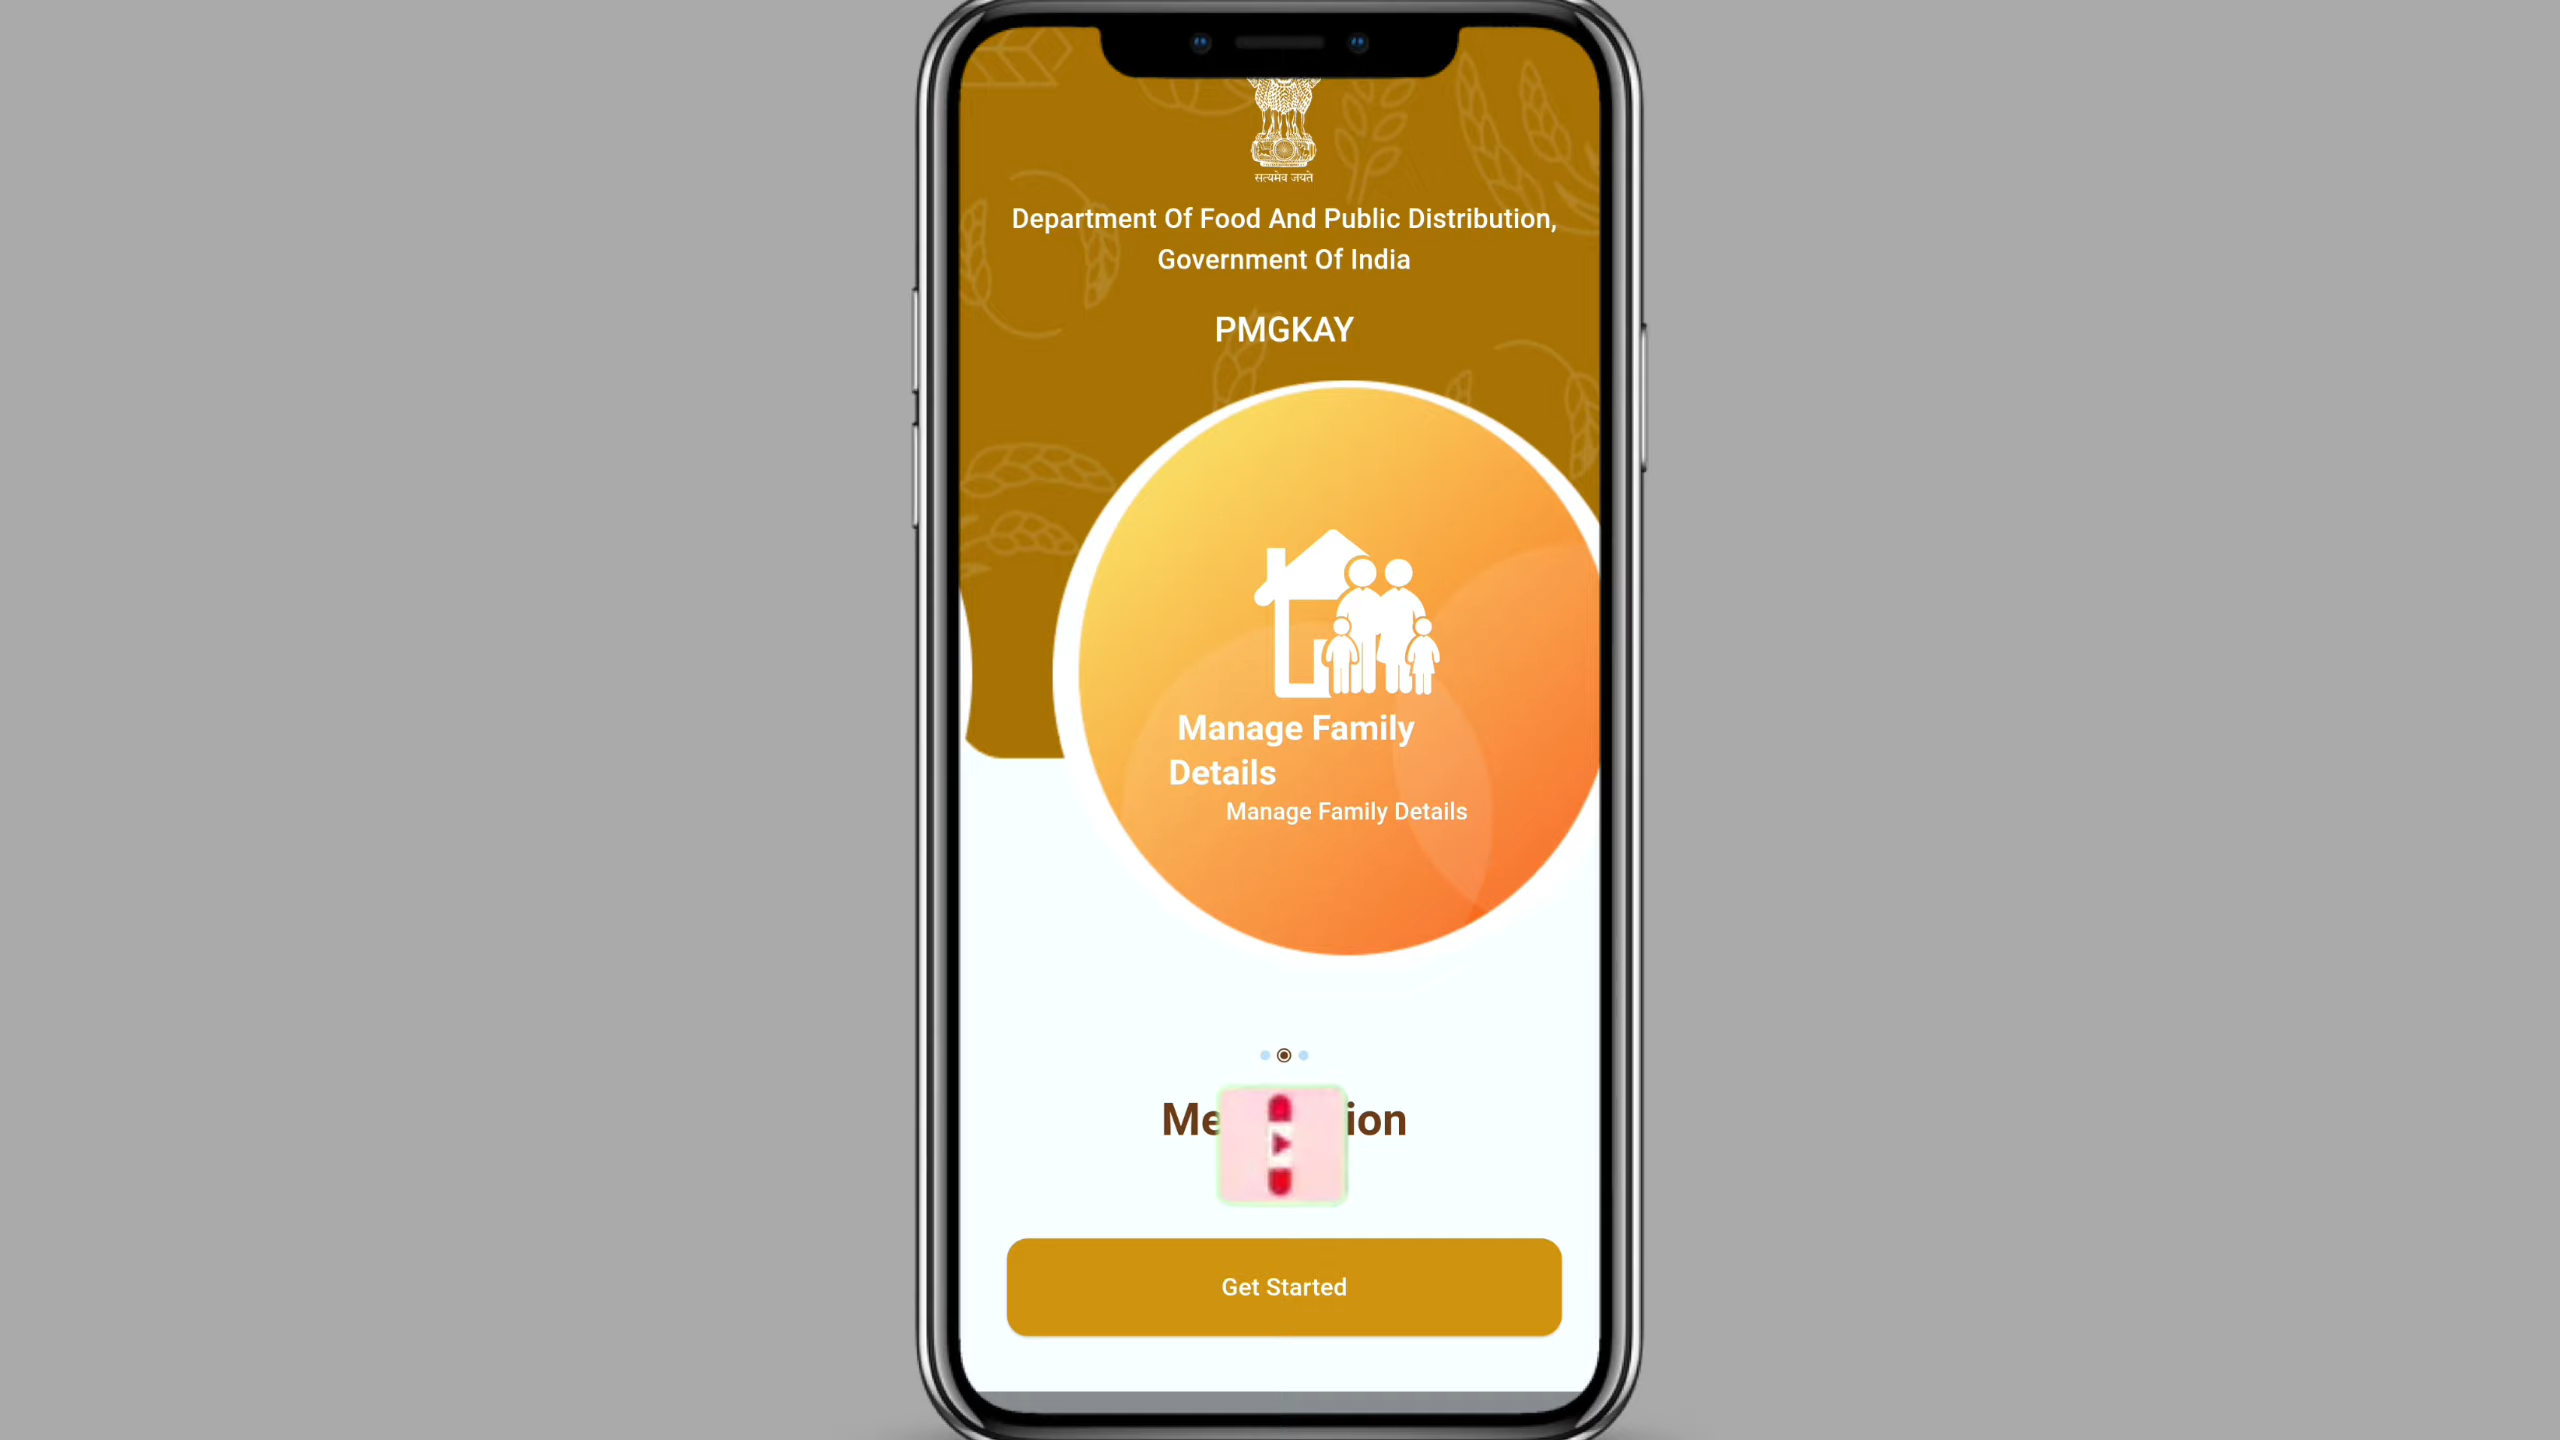 सत्यमेव जयते
Department Of Food And Public Distribution,
Government Of India
PMGKAY
Manage Family
Details
Manage Family Details
Get Started